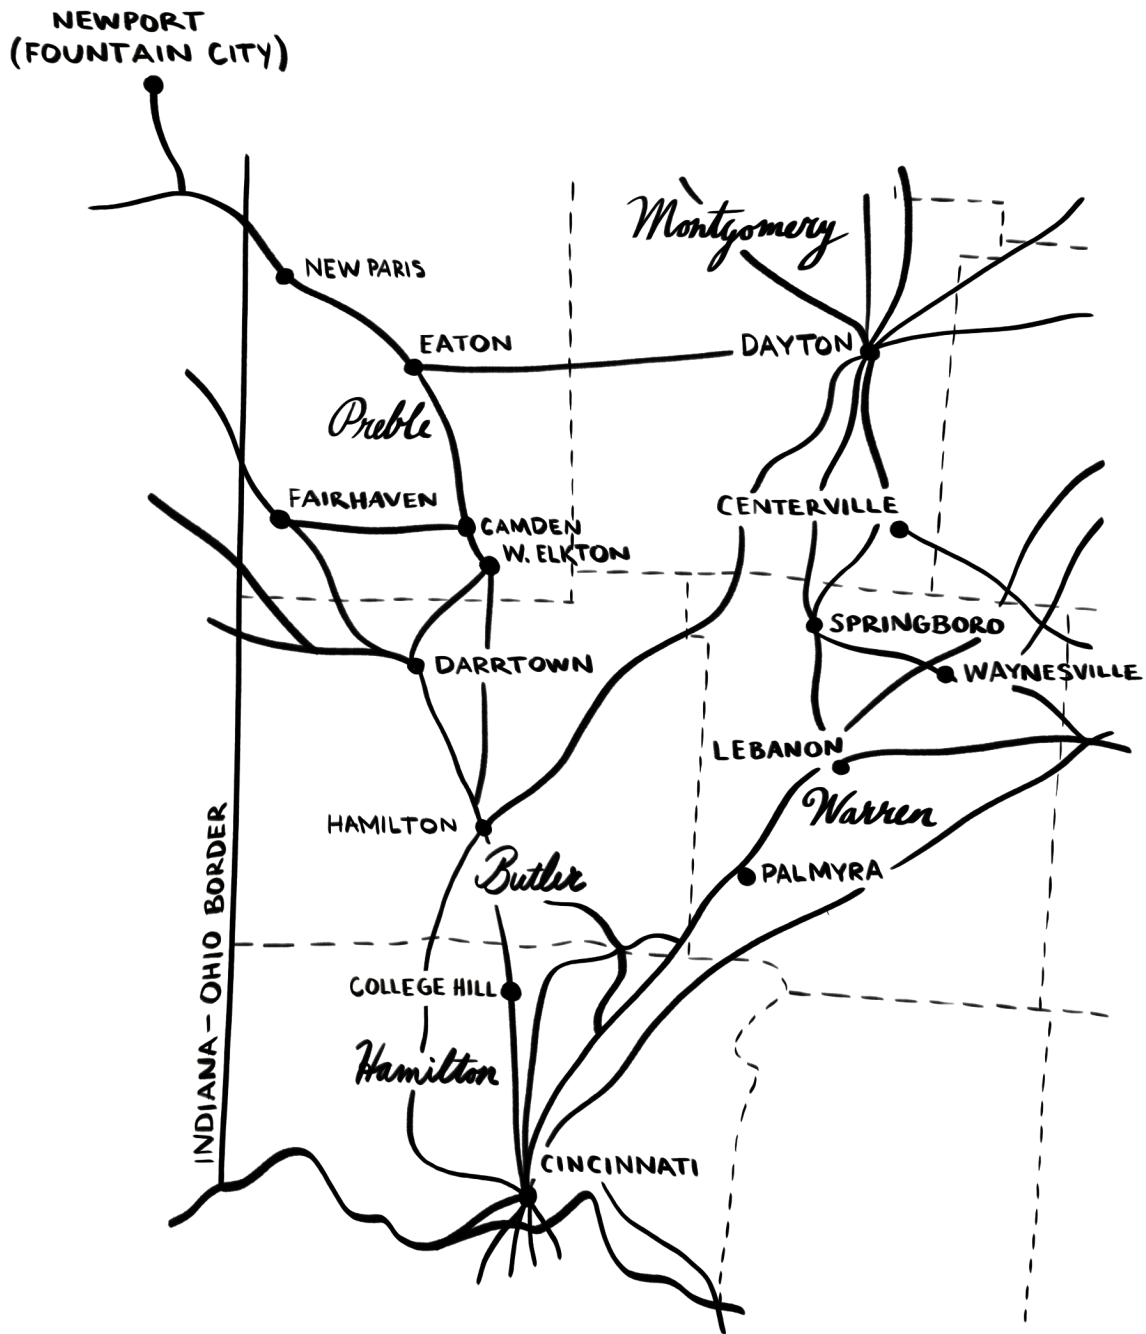 NEWPORT
(FOUNTAIN CITY)
Montgomery
NEW PARIS
EATON
DAYTON
Preble
FAIRHAVEN
CENTERVILLE
CAMDEN
W. ELKTON
SPRINGBORO
DARRTOWN
WAYNESVILLE
LEBANON
Warren
HAMILTON
Butler
PALMYRA
INDIANA-OHIO BORDER
COLLEGE HILL
Hamilton
CINCINNATI